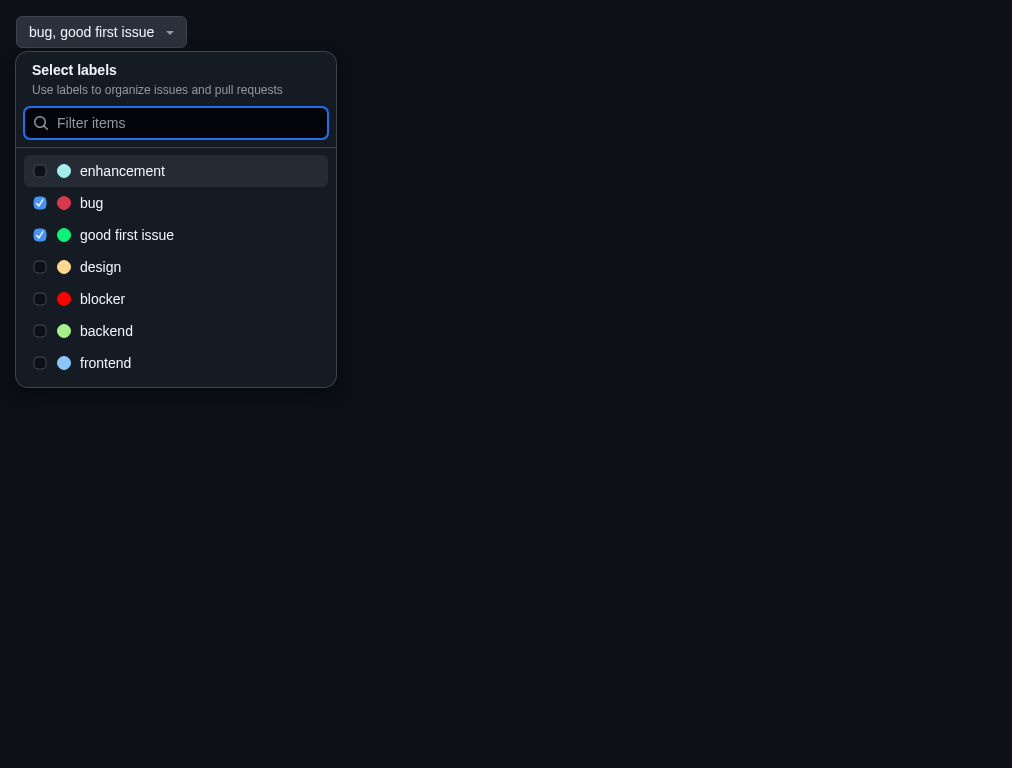 bug, good first issue
Select labels
Use labels to organize issues and pull requests
Filter items
enhancement
bug
good first issue
design
blocker
backend
frontend